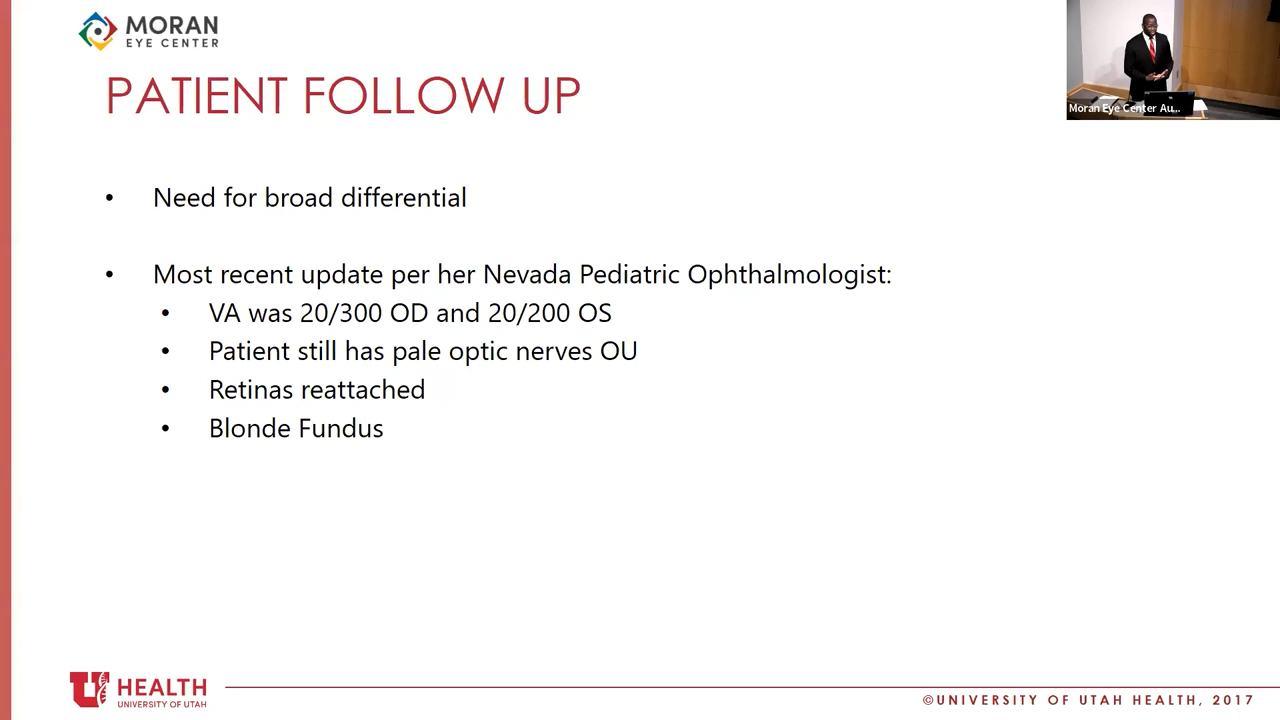 MORAN
EYE CENTER
PATIENT FOLLOW UP
Moran Eye Center Au...
• Need for broad differential
• Most recent update per her Nevada Pediatric Ophthalmologist:
• VA was 20/300 OD and 20/200 OS
• Patient still has pale optic nerves OU
• Retinas reattached
• Blonde Fundus
U HEALTH
UNIVERSITY OF UTAH
©UNIVERSITY OF UTAH HEALTH, 2017